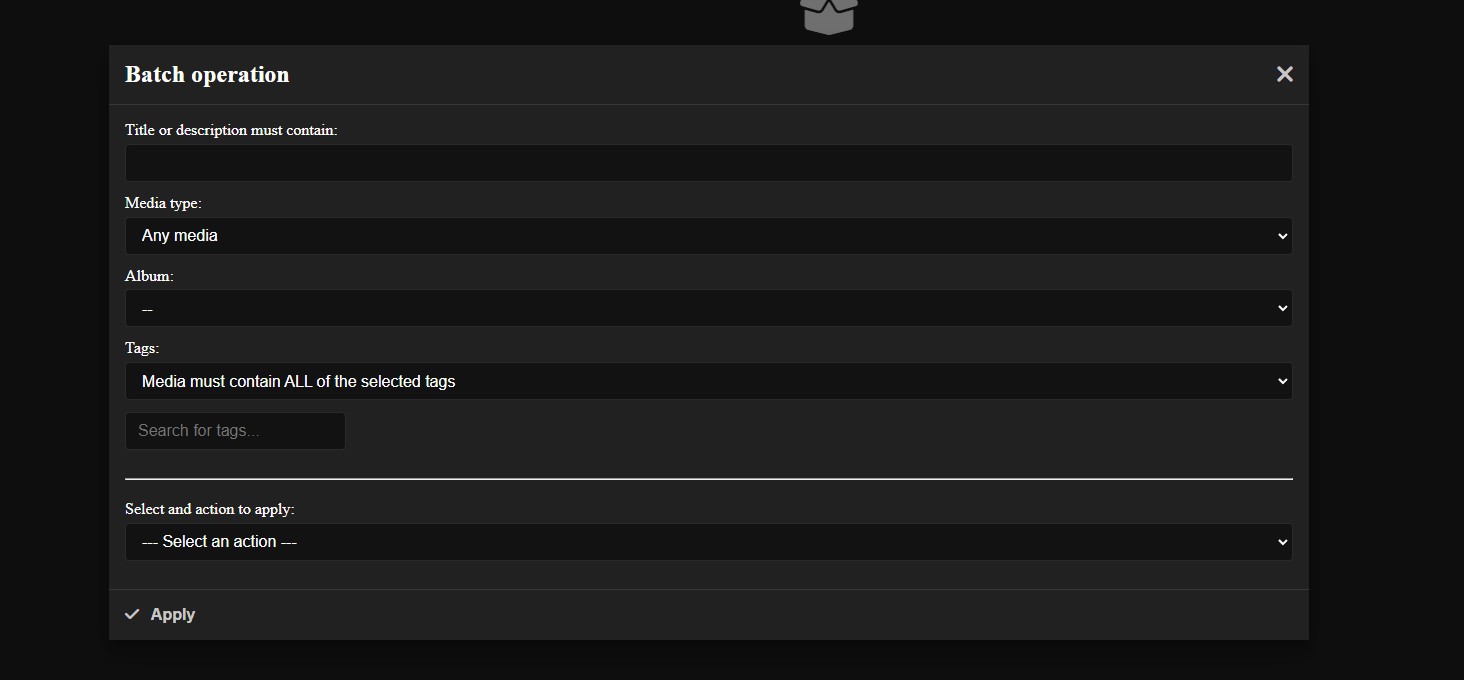 Batch operation
Title or description must contain:
Media type:
Any media
Album:
--
Tags:
Media must contain ALL of the selected tags
Search for tags...
Select and action to apply:
--- Select an action ---
Apply